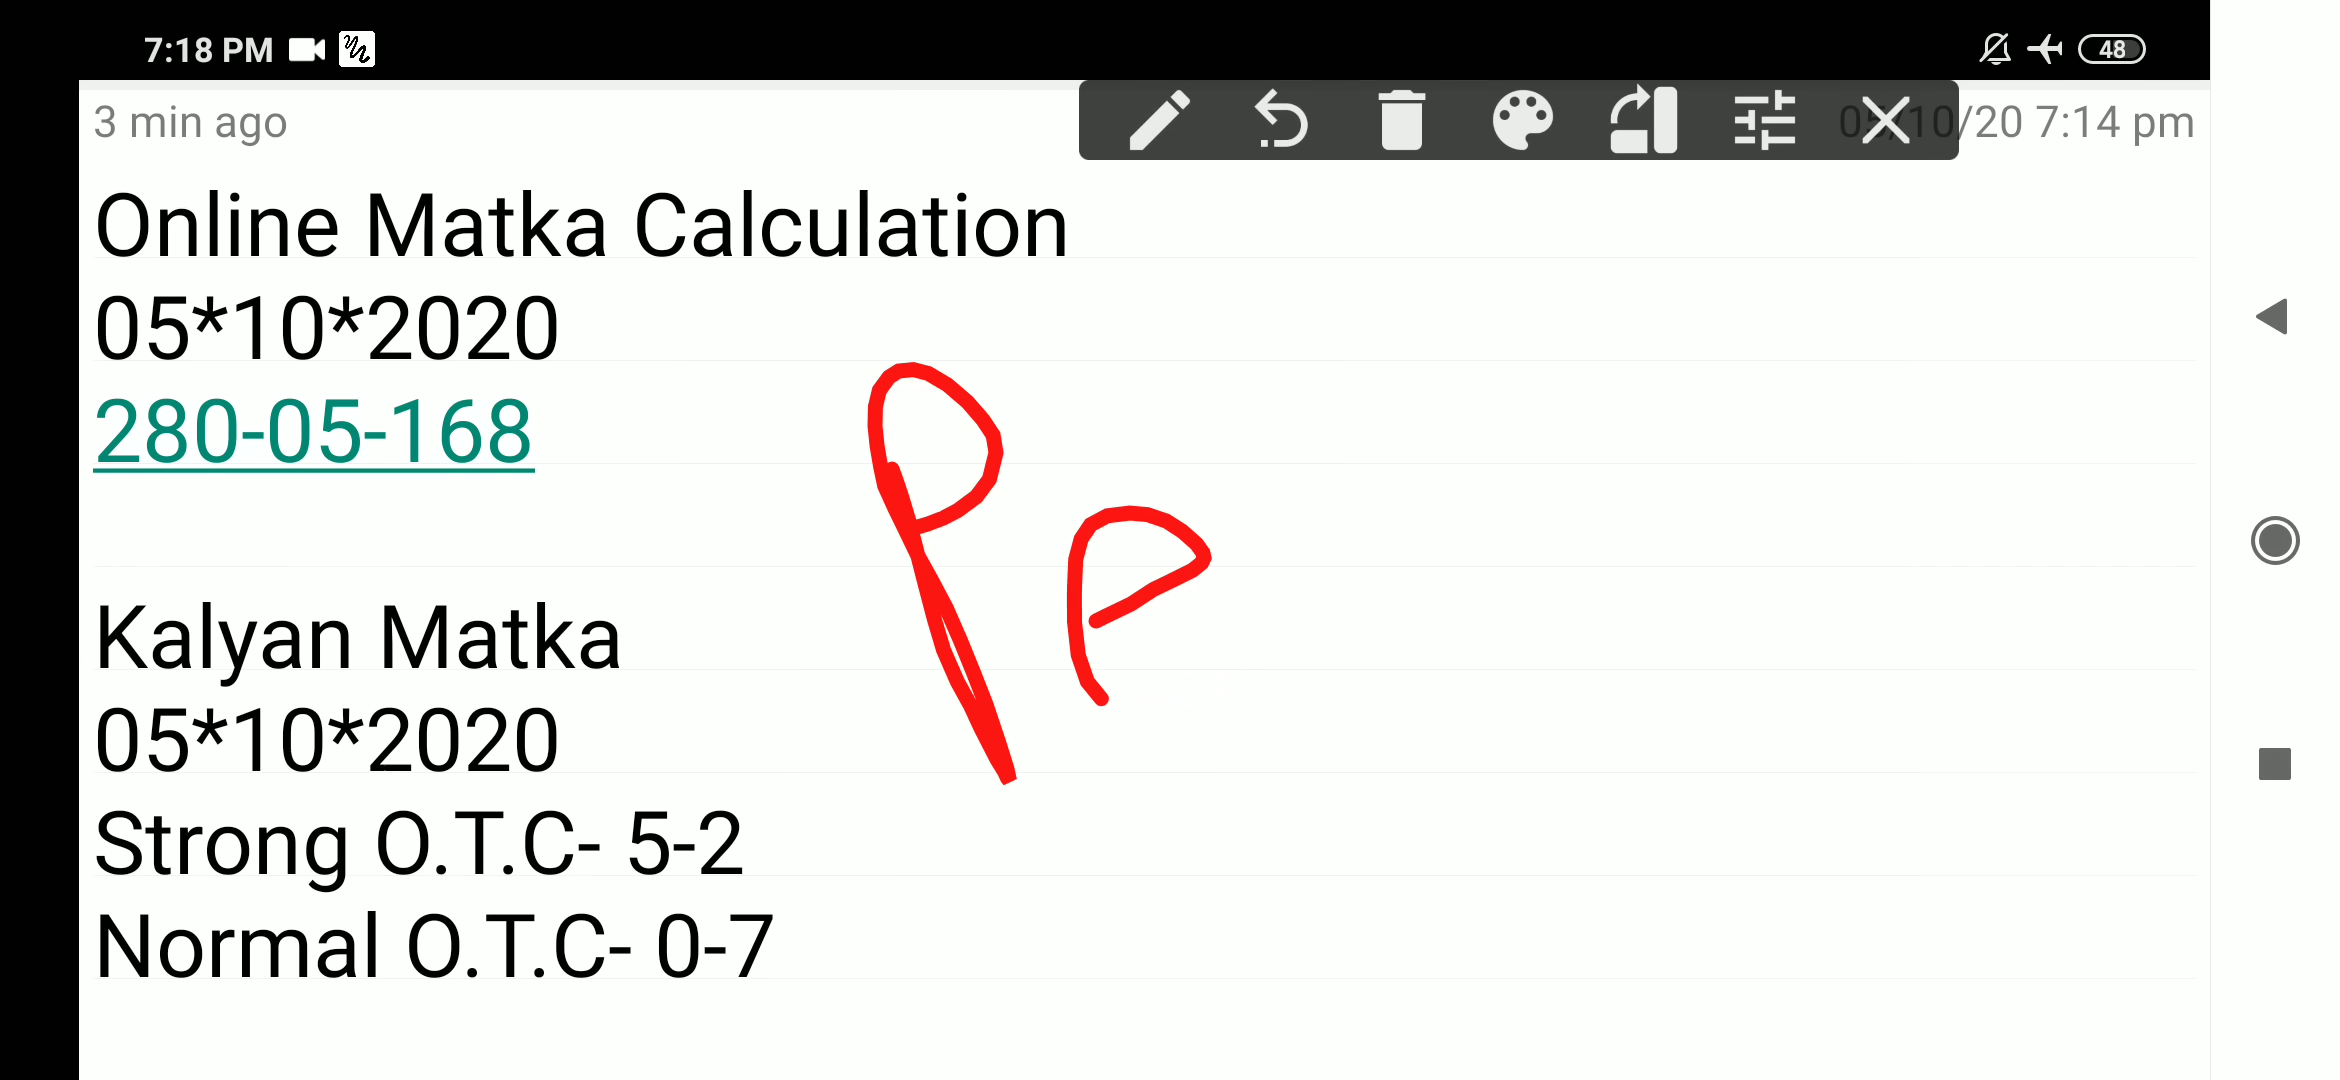 7:18 PM
48
3 min ago
05/10/20 7:14 pm
Online Matka Calculation
05*10*2020
280-05-168
Kalyan Matka
05*10*2020
Strong O.T.C- 5-2
Normal O.T.C- 0-7